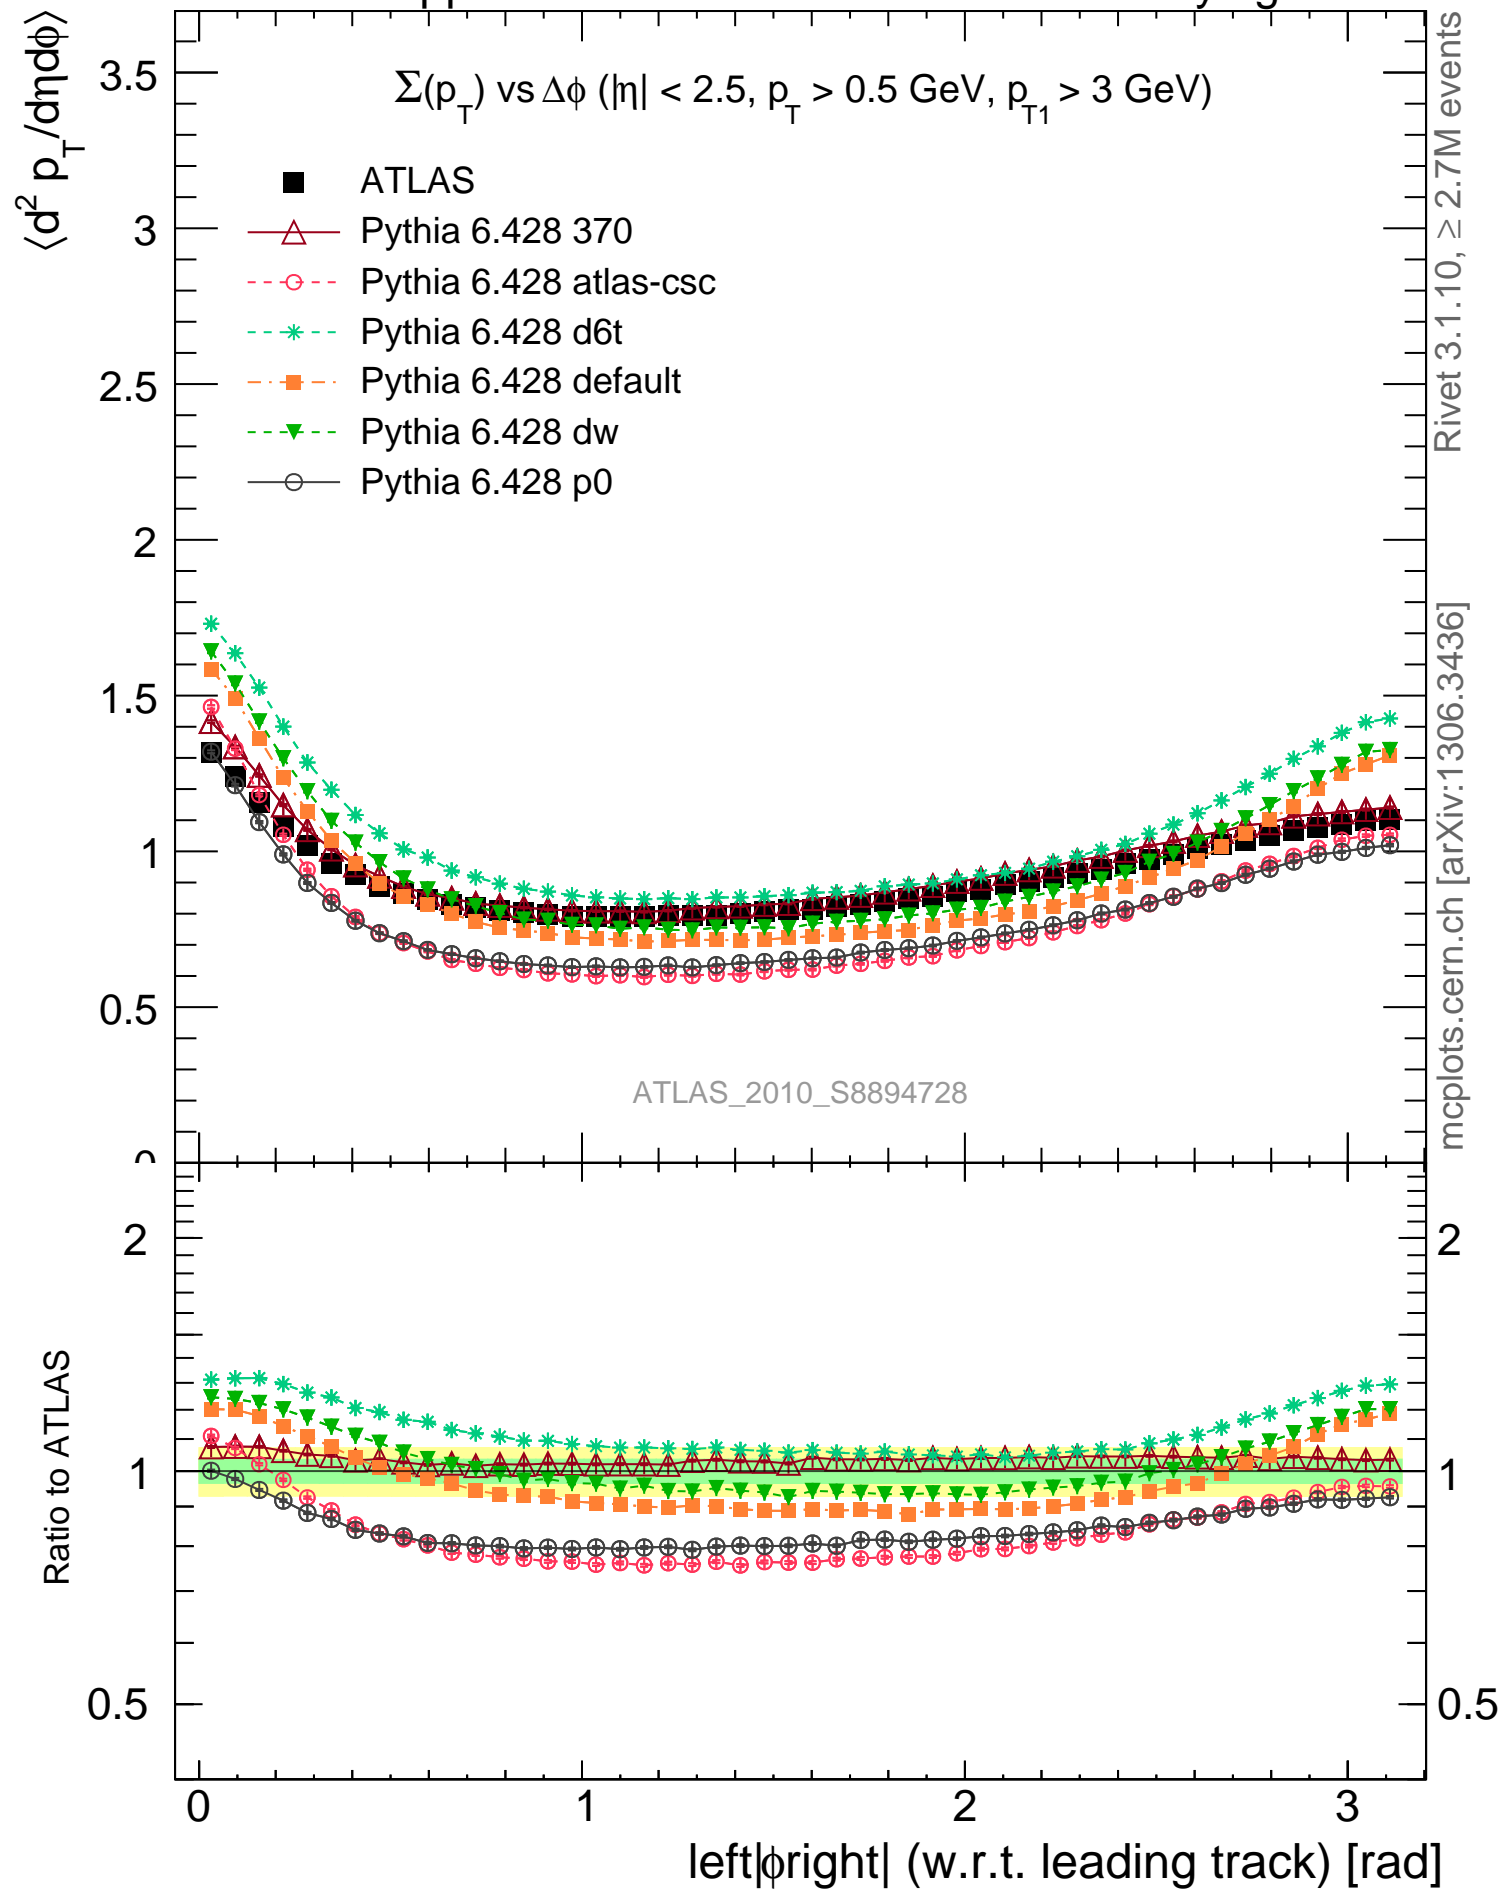 Σ(p_T) vs Δϕ (|η| < 2.5, p_T > 0.5 GeV, p_T1 > 3 GeV)
⟨d² p_T/dηdϕ⟩
ATLAS
Pythia 6.428 370
Pythia 6.428 atlas-csc
Pythia 6.428 d6t
Pythia 6.428 default
Pythia 6.428 dw
Pythia 6.428 p0
3.5
3
2.5
2
1.5
1
0.5
0
ATLAS_2010_S8894728
Rivet 3.1.10, ≥ 2.7M events
mcplots.cern.ch [arXiv:1306.3436]
Ratio to ATLAS
2
1
0.5
2
1
0.5
0
1
2
3
left|ϕright| (w.r.t. leading track) [rad]